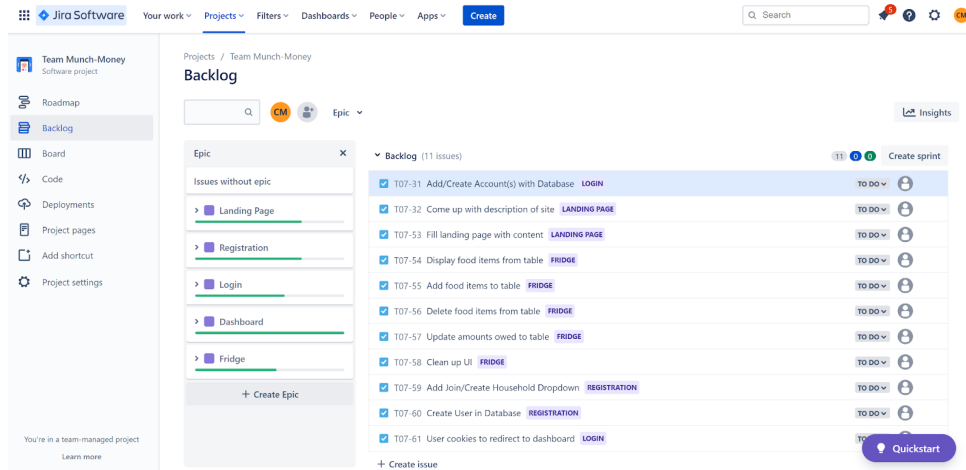 Jira Software Your work Projects Filters Dashboards People Apps Create Search 5 CM
Team Munch-Money
Software project
Roadmap
Backlog
Board
Code
Deployments
Project pages
Add shortcut
Project settings
You're in a team-managed project
Learn more
Projects / Team Munch-Money
Backlog
CM Epic Insights
Epic
Issues without epic
Landing Page
Registration
Login
Dashboard
Fridge
+ Create Epic
Backlog (11 issues) 11 0 0 Create sprint
T07-31 Add/Create Account(s) with Database LOGIN TO DO
T07-32 Come up with description of site LANDING PAGE TO DO
T07-53 Fill landing page with content LANDING PAGE TO DO
T07-54 Display food items from table FRIDGE TO DO
T07-55 Add food items to table FRIDGE TO DO
T07-56 Delete food items from table FRIDGE TO DO
T07-57 Update amounts owed to table FRIDGE TO DO
T07-58 Clean up UI FRIDGE TO DO
T07-59 Add Join/Create Household Dropdown REGISTRATION TO DO
T07-60 Create User in Database REGISTRATION TO DO
T07-61 User cookies to redirect to dashboard LOGIN
Quickstart
+ Create issue